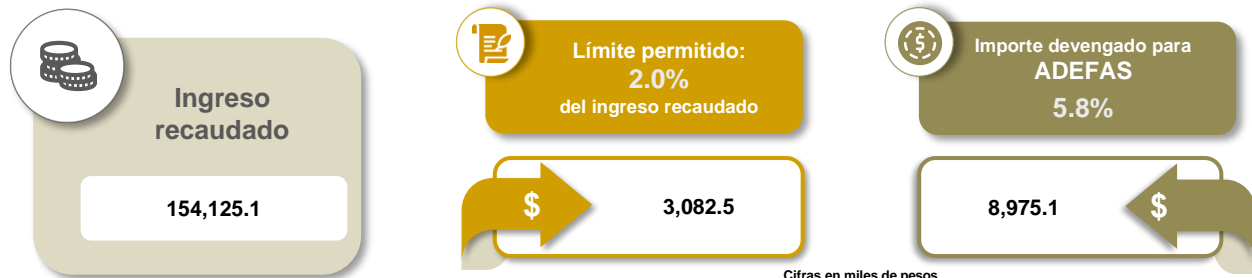 Ingreso
recaudado
154,125.1
Límite permitido:
2.0%
del ingreso recaudado
$
3,082.5
Importe devengado para
ADEFAS
5.8%
8,975.1
$
Cifras en miles de pesos